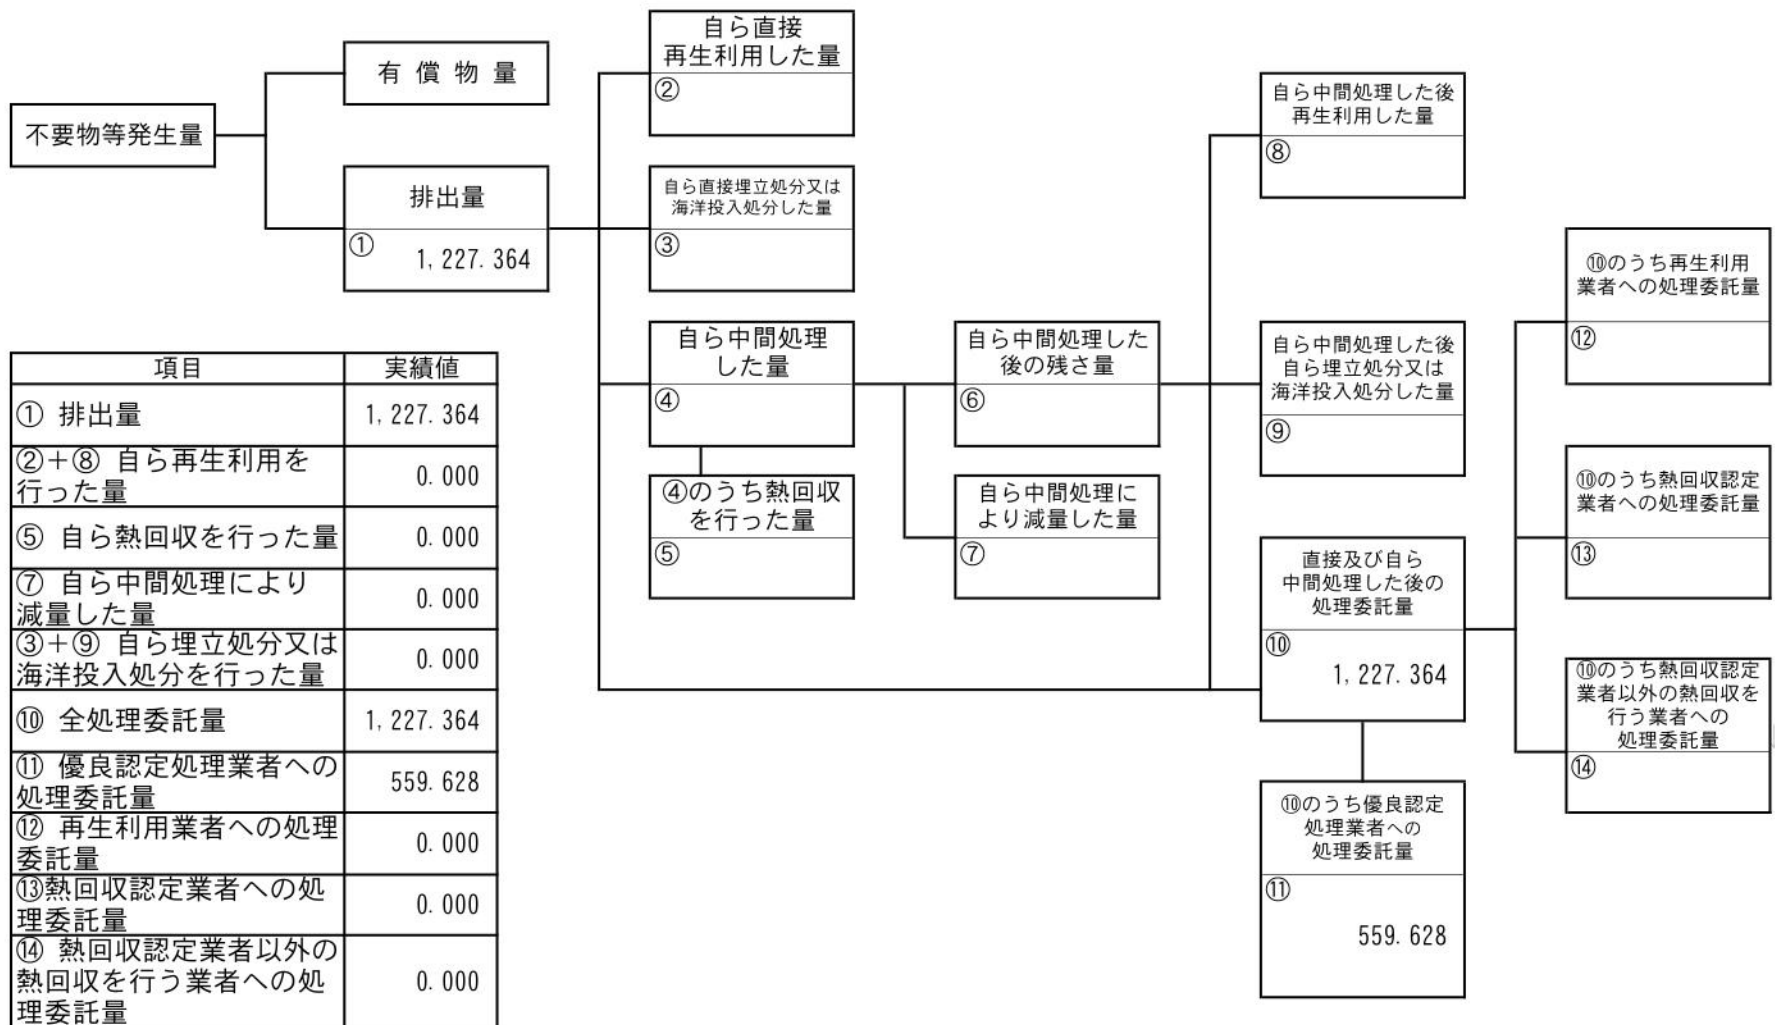 不要物等発生量
有償物量
排出量
①
1,227.364
自ら直接
再生利用した量
②
自ら直接埋立処分又は
海洋投入処分した量
③
自ら中間処理
した量
④
④のうち熱回収
を行った量
⑤
自ら中間処理した
後の残さ量
⑥
自ら中間処理に
より減量した量
⑦
自ら中間処理した後
再生利用した量
⑧
自ら中間処理した後
自ら埋立処分又は
海洋投入処分した量
⑨
直接及び自ら
中間処理した後の
処理委託量
⑩
1,227.364
⑩のうち優良認定
処理業者への
処理委託量
⑪
559.628
⑩のうち再生利用
業者への処理委託量
⑫
⑩のうち熱回収認定
業者への処理委託量
⑬
⑩のうち熱回収認定
業者以外の熱回収を
行う業者への
処理委託量
⑭
項目 実績値
① 排出量 1,227.364
②+⑧ 自ら再生利用を
行った量 0.000
⑤ 自ら熱回収を行った量 0.000
⑦ 自ら中間処理により
減量した量 0.000
③+⑨ 自ら埋立処分又は
海洋投入処分を行った量 0.000
⑩ 全処理委託量 1,227.364
⑪ 優良認定処理業者への
処理委託量 559.628
⑫ 再生利用業者への処理
委託量 0.000
⑬熱回収認定業者への処
理委託量 0.000
⑭ 熱回収認定業者以外の
熱回収を行う業者への処
理委託量 0.000